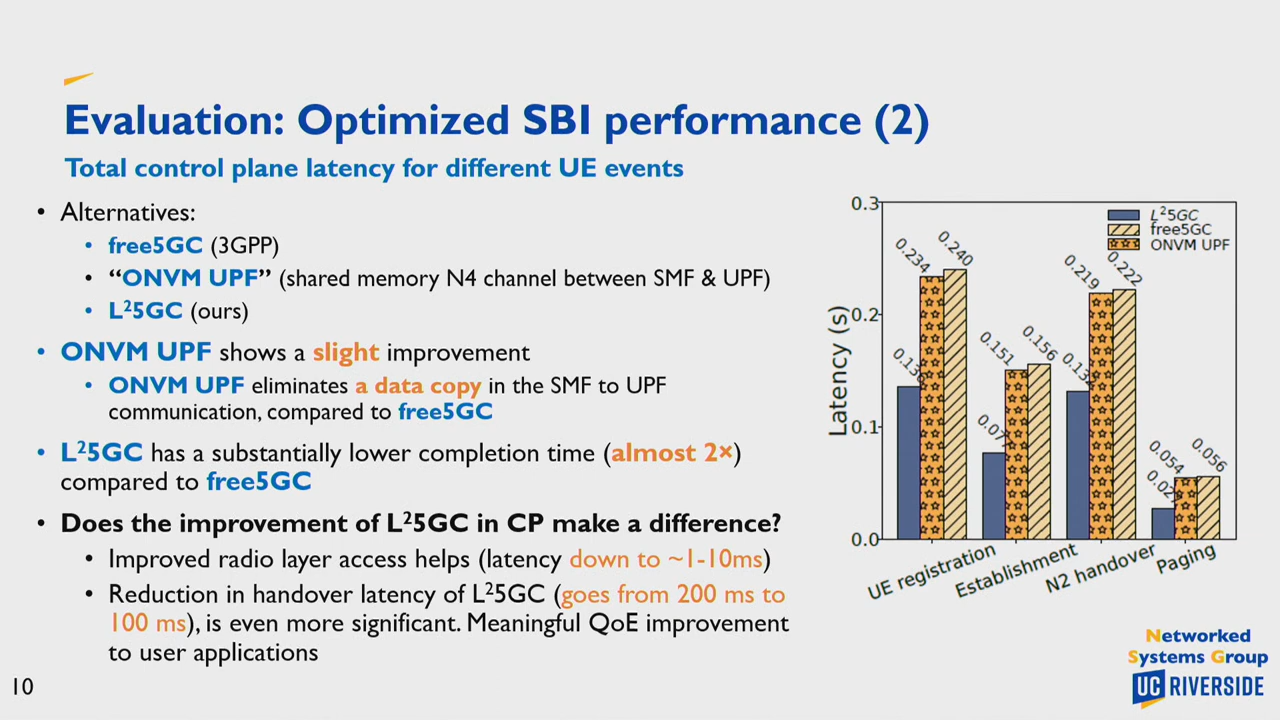 Evaluation: Optimized SBI performance (2)
Total control plane latency for different UE events
• Alternatives:
• free5GC (3GPP)
• “ONVM UPF” (shared memory N4 channel between SMF & UPF)
• L²5GC (ours)
• ONVM UPF shows a slight improvement
• ONVM UPF eliminates a data copy in the SMF to UPF
communication, compared to free5GC
• L²5GC has a substantially lower completion time (almost 2×)
compared to free5GC
• Does the improvement of L²5GC in CP make a difference?
• Improved radio layer access helps (latency down to ~1-10ms)
• Reduction in handover latency of L²5GC (goes from 200 ms to
100 ms), is even more significant. Meaningful QoE improvement
to user applications
10
Latency (s)
0.3
0.2
0.1
0.0
L²5GC
free5GC
ONVM UPF
0.234
0.240
0.151
0.156
0.219
0.222
0.054
0.056
UE registration
Establishment
N2 handover
Paging
Networked
Systems Group
UC RIVERSIDE